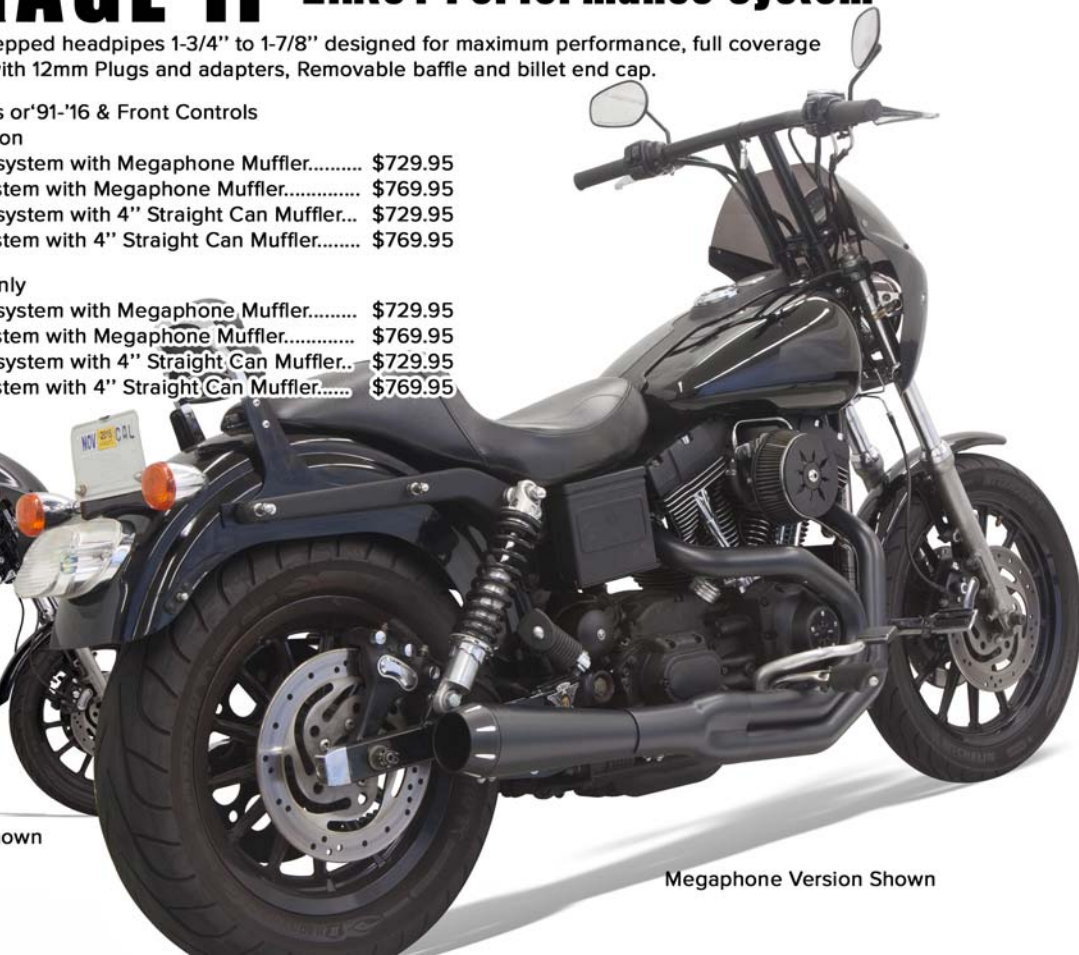 epped headpipes 1-3/4" to 1-7/8" designed for maximum performance, full coverage
vith 12mm Plugs and adapters, Removable baffle and billet end cap.
s or'91-'16 & Front Controls
on
system with Megaphone Muffler.......... $729.95
stem with Megaphone Muffler.............. $769.95
system with 4'' Straight Can Muffler... $729.95
stem with 4'' Straight Can Muffler........ $769.95
nly
system with Megaphone Muffler......... $729.95
stem with Megaphone Muffler............. $769.95
system with 4'' Straight Can Muffler.. $729.95
stem with 4'' Straight Can Muffler...... $769.95
NOV CAL
own
Megaphone Version Shown